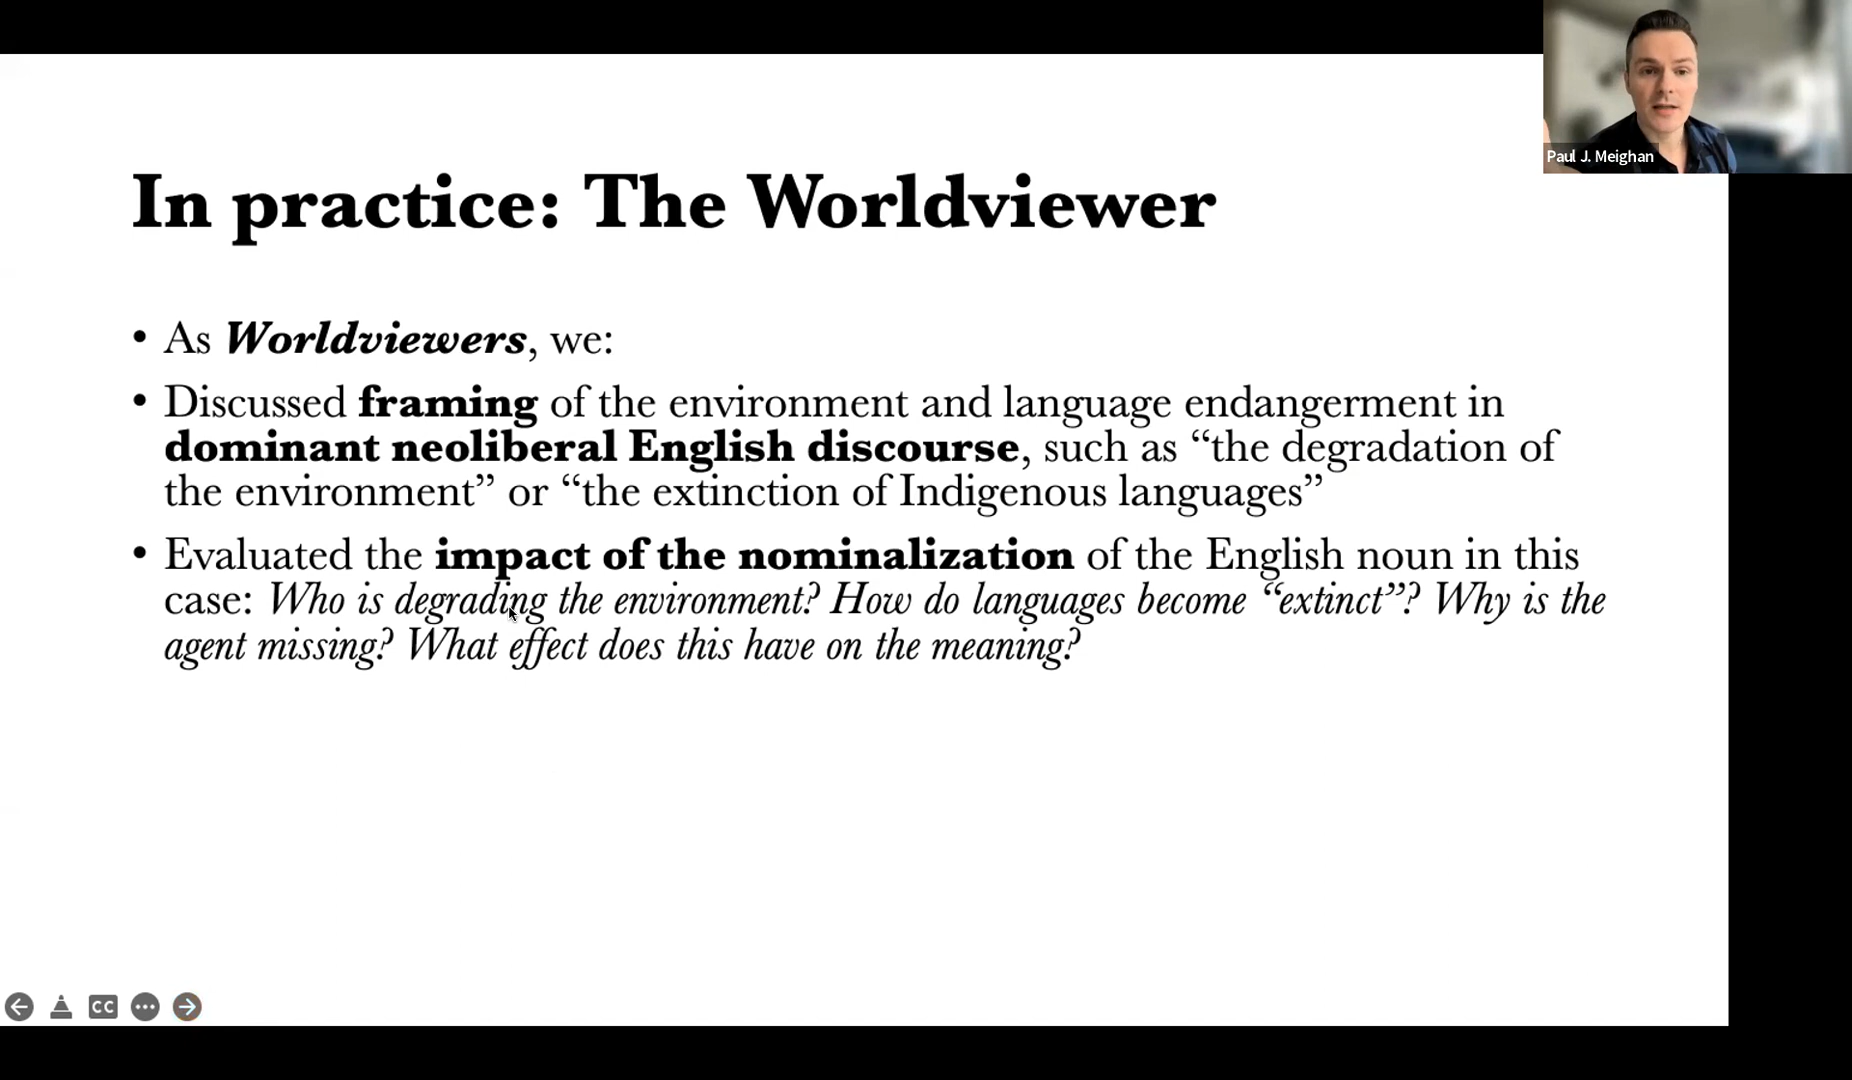 Paul J. Meighan
In practice: The Worldviewer
• As Worldviewers, we:
• Discussed framing of the environment and language endangerment in
dominant neoliberal English discourse, such as “the degradation of
the environment” or “the extinction of Indigenous languages”
• Evaluated the impact of the nominalization of the English noun in this
case: Who is degrading the environment? How do languages become “extinct”? Why is the
agent missing? What effect does this have on the meaning?
CC